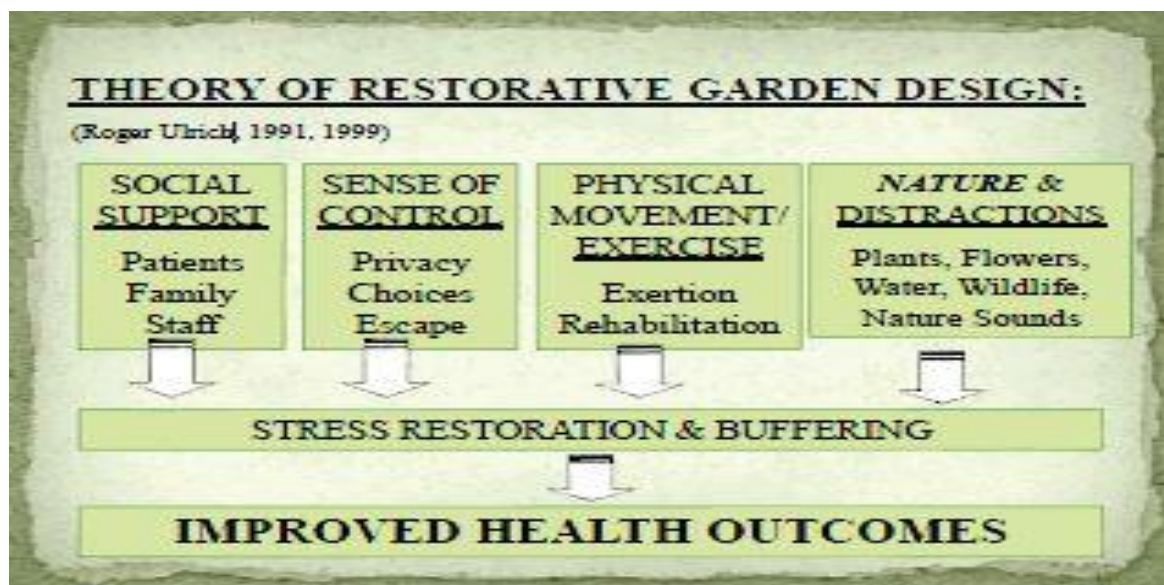 THEORY OF RESTORATIVE GARDEN DESIGN:
(Roger Ulrich, 1991, 1999)
SOCIAL
SUPPORT
Patients
Family
Staff
SENSE OF
CONTROL
Privacy
Choices
Escape
PHYSICAL
MOVEMENT/
EXERCISE
Exertion
Rehabilitation
NATURE &
DISTRACTIONS
Plants, Flowers,
Water, Wildlife,
Nature Sounds
STRESS RESTORATION & BUFFERING
IMPROVED HEALTH OUTCOMES